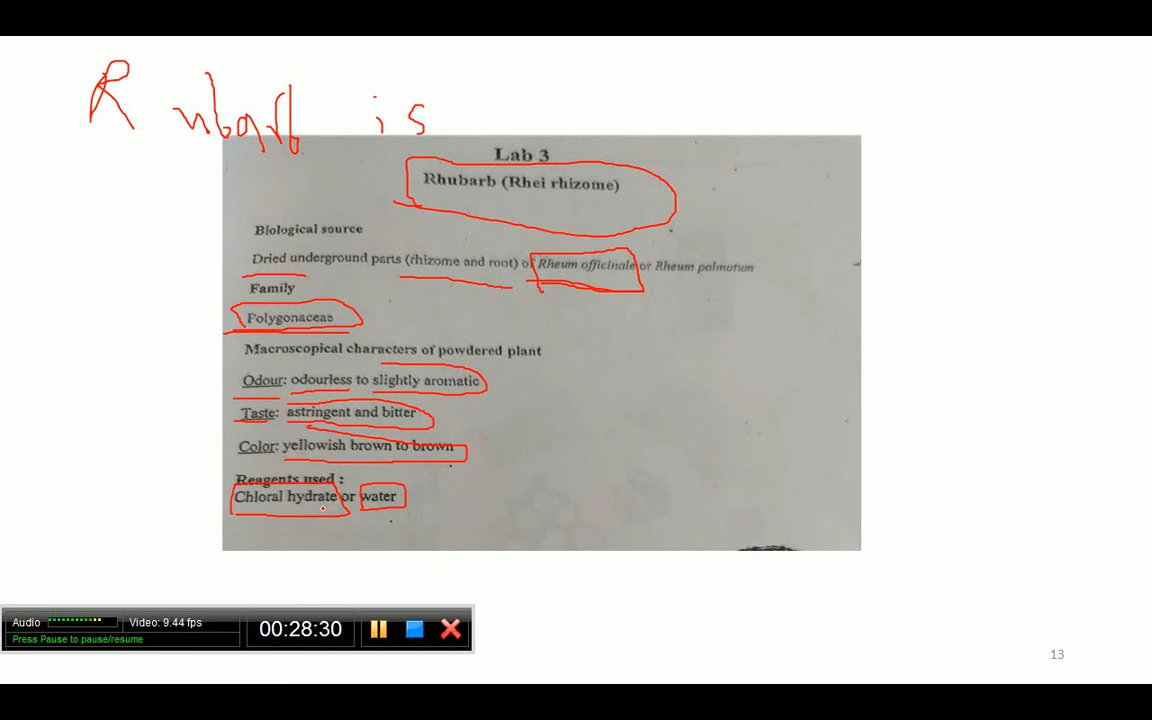 R is
Lab 3
Rhubarb (Rhei rhizome)
Biological source
Dried underground parts (rhizome and root) of Rheum officinale or Rheum palmatum
Family
Polygonaceae
Macroscopical characters of powdered plant
Odour: odourless to slightly aromatic
Taste: astringent and bitter
Color: yellowish brown to brown
Reagents used :
Chloral hydrate or water
Audio Video: 9.44 fps
Press Pause to pause/resume
00:28:30
13